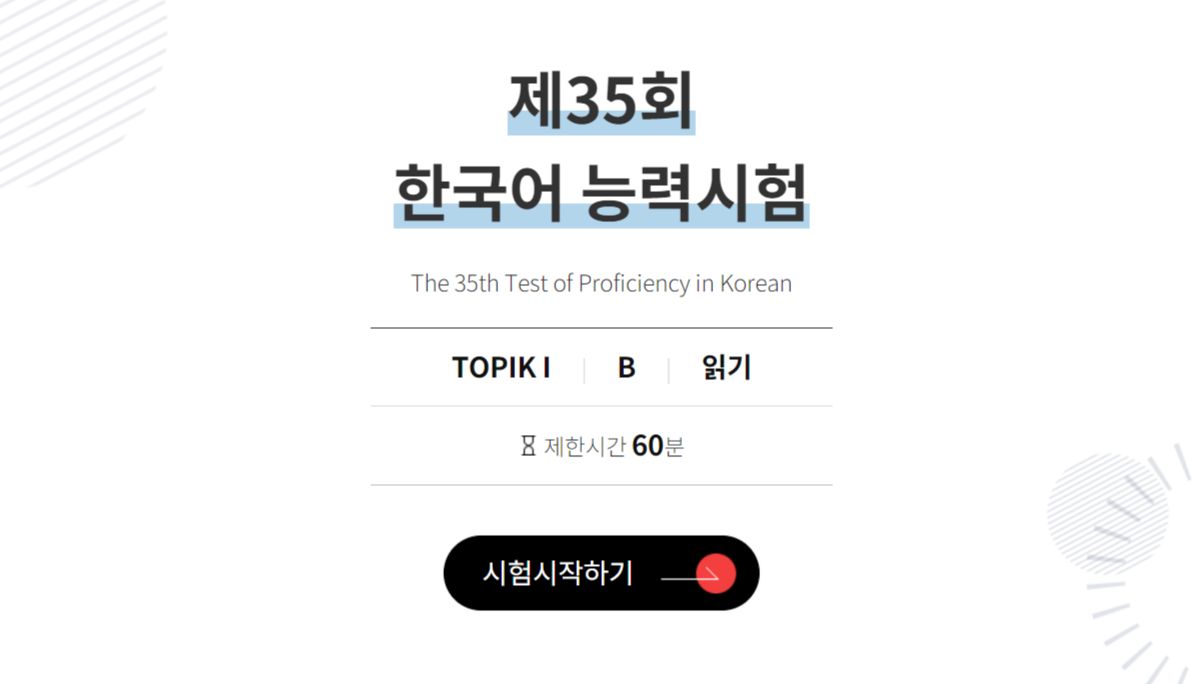 제35회
한국어 능력시험
The 35th Test of Proficiency in Korean
TOPIK I | B | 읽기
제한시간 60분
시험시작하기